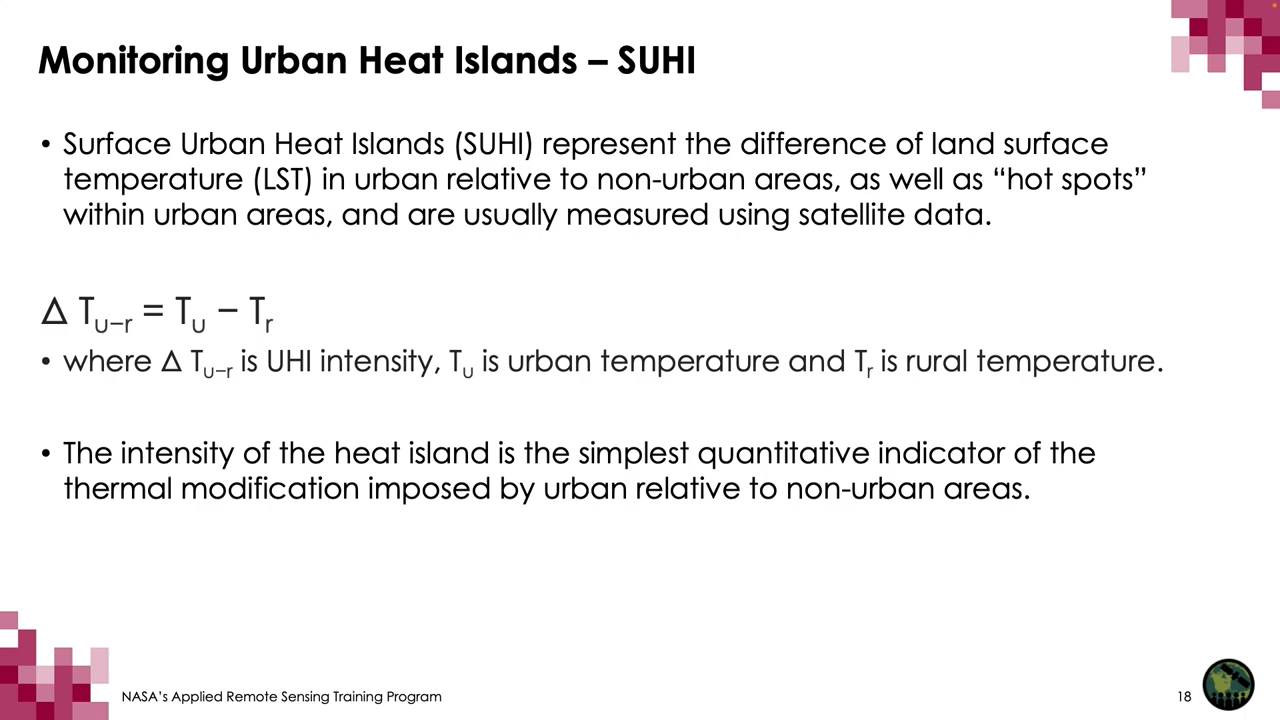 Monitoring Urban Heat Islands – SUHI
• Surface Urban Heat Islands (SUHI) represent the difference of land surface
temperature (LST) in urban relative to non-urban areas, as well as “hot spots”
within urban areas, and are usually measured using satellite data.
Δ Tu−r = Tu − Tr
• where Δ Tu−r is UHI intensity, Tu is urban temperature and Tr is rural temperature.
• The intensity of the heat island is the simplest quantitative indicator of the
thermal modification imposed by urban relative to non-urban areas.
NASA’s Applied Remote Sensing Training Program
18